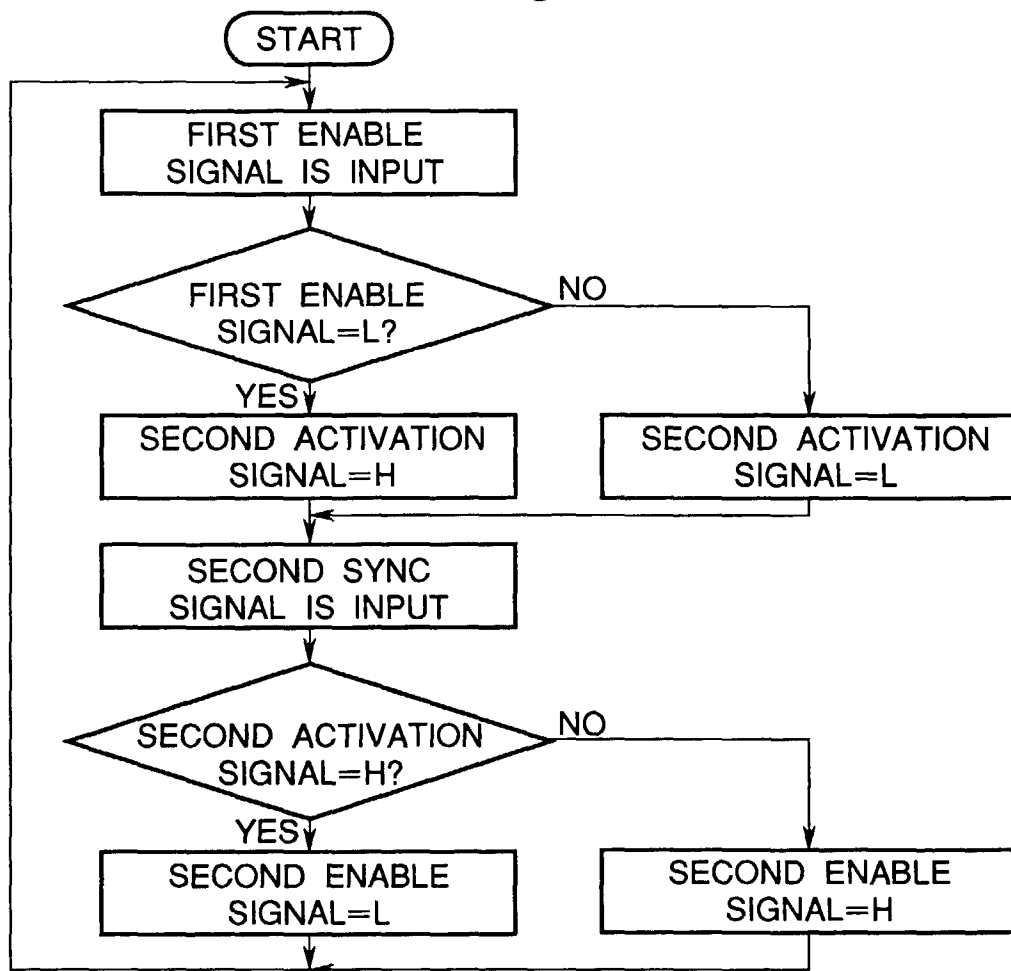 START
FIRST ENABLE
SIGNAL IS INPUT
FIRST ENABLE
SIGNAL=L?
NO
YES
SECOND ACTIVATION
SIGNAL=H
SECOND ACTIVATION
SIGNAL=L
SECOND SYNC
SIGNAL IS INPUT
SECOND ACTIVATION
SIGNAL=H?
NO
YES
SECOND ENABLE
SIGNAL=L
SECOND ENABLE
SIGNAL=H